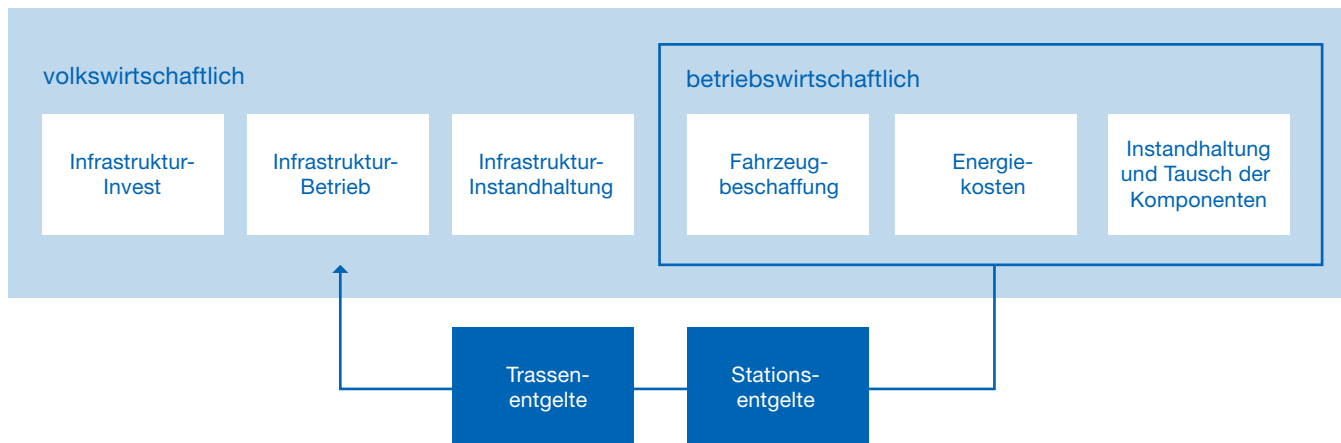 volkswirtschaftlich
Infrastruktur-
Invest
Infrastruktur-
Betrieb
Infrastruktur-
Instandhaltung
betriebswirtschaftlich
Fahrzeug-
beschaffung
Energie-
kosten
Instandhaltung
und Tausch der
Komponenten
Trassen-
entgelte
Stations-
entgelte